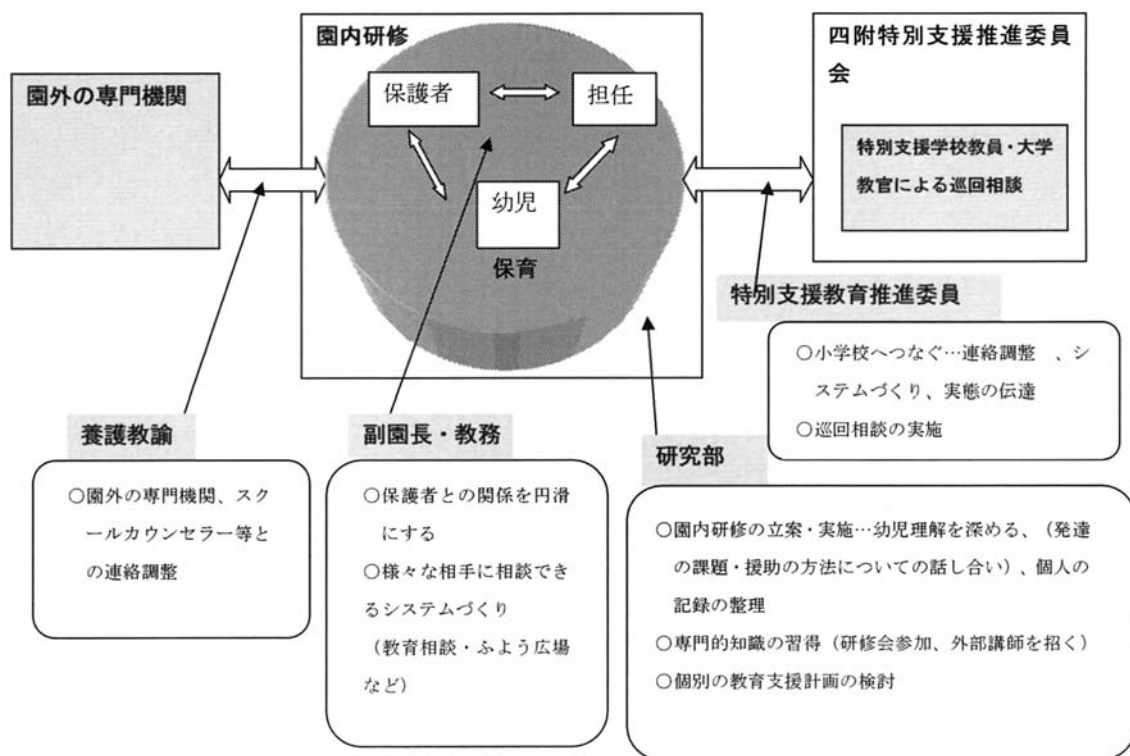 園内研修
四附特別支援推進委員
会
園外の専門機関
保護者
担任
特別支援学校教員・大学
教官による巡回相談
幼児
保育
特別支援教育推進委員
○小学校へつなぐ…連絡調整 、シ
ステムづくり、実態の伝達
○巡回相談の実施
養護教諭
○園外の専門機関、スク
ールカウンセラー等と
の連絡調整
副園長・教務
○保護者との関係を円滑
にする
○様々な相手に相談でき
るシステムづくり
(教育相談・ふよう広場
など)
研究部
○園内研修の立案・実施…幼児理解を深める、(発達
の課題・援助の方法についての話し合い)、個人の
記録の整理
○専門的知識の習得(研修会参加、外部講師を招く)
○個別の教育支援計画の検討